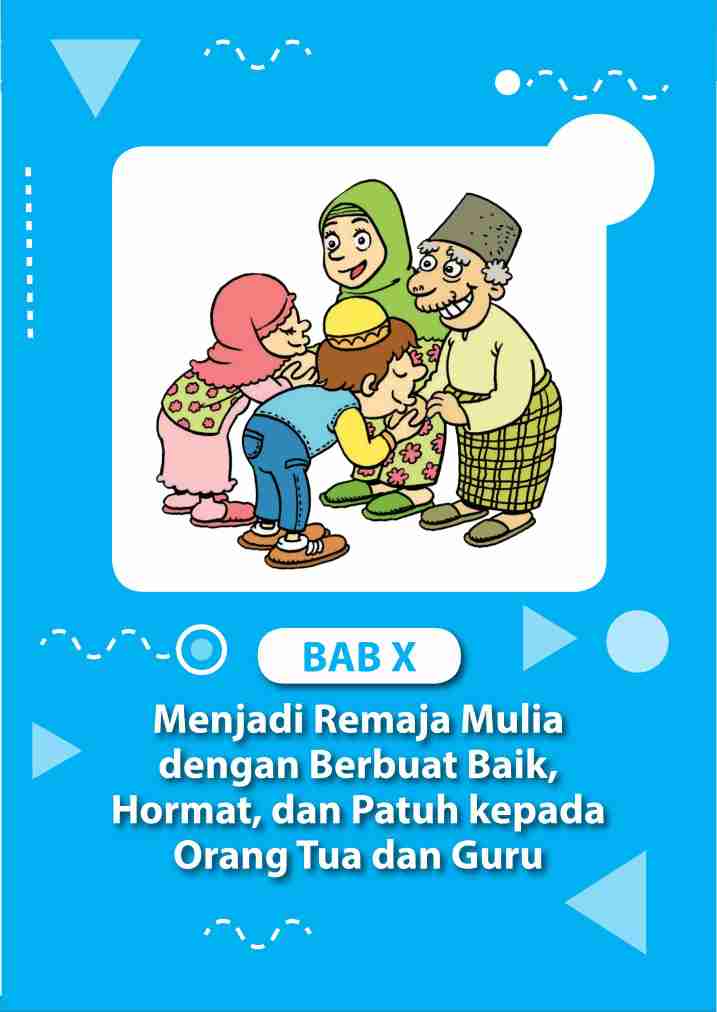 BAB X
Menjadi Remaja Mulia
dengan Berbuat Baik,
Hormat, dan Patuh kepada
Orang Tua dan Guru